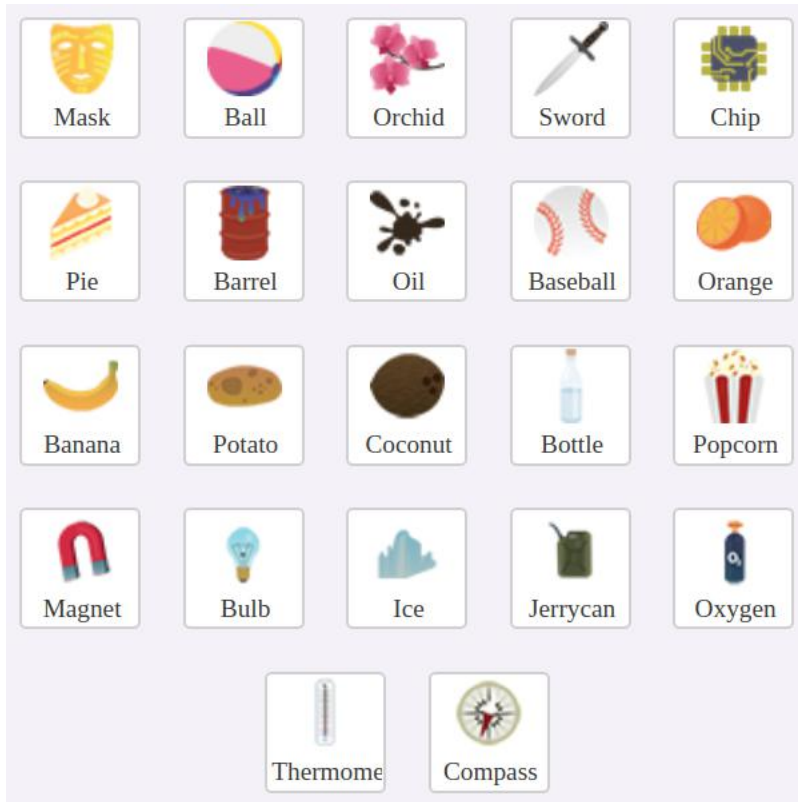 Mask Ball Orchid Sword Chip
Pie Barrel Oil Baseball Orange
Banana Potato Coconut Bottle Popcorn
Magnet Bulb Ice Jerrycan Oxygen
O₂
Thermome Compass